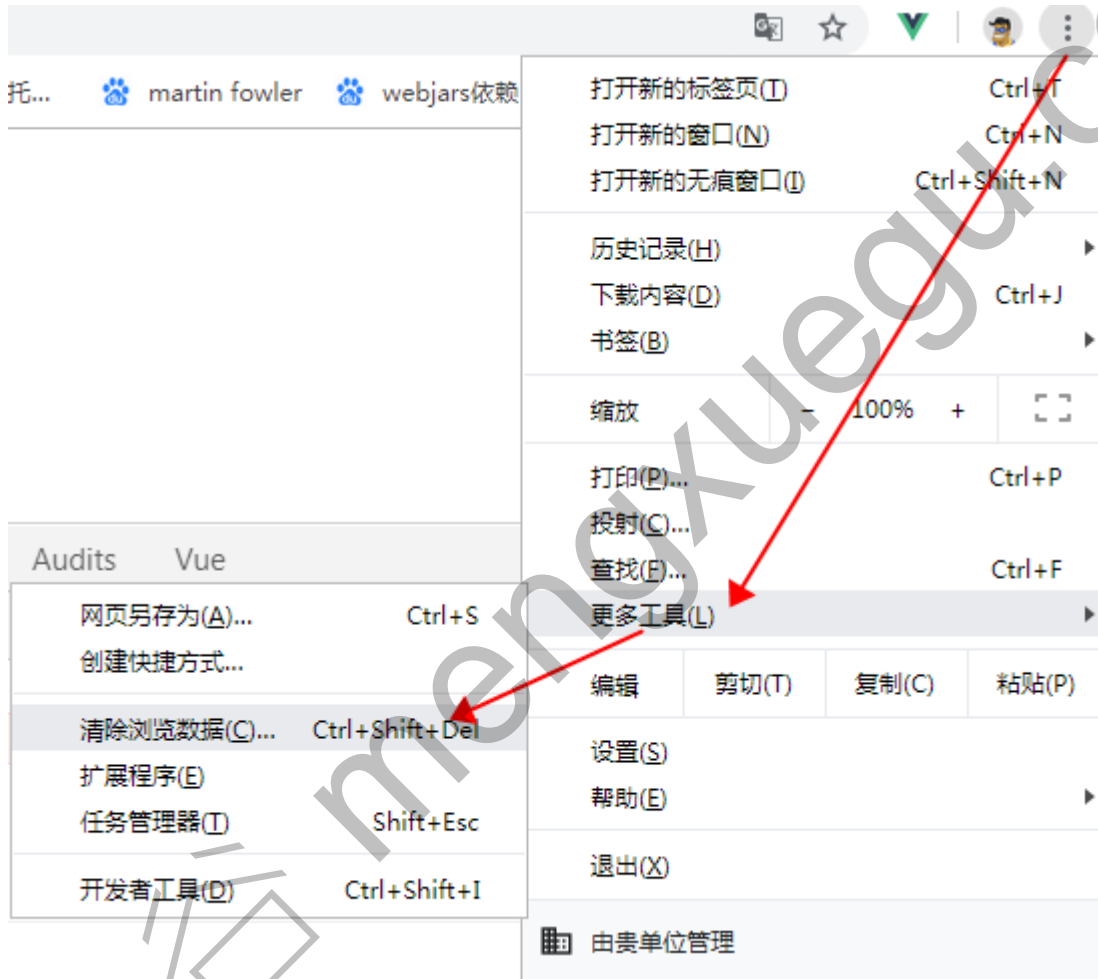 托... martin fowler webjars依赖
打开新的标签页(T) Ctrl+T
打开新的窗口(N) Ctrl+N
打开新的无痕窗口(I) Ctrl+Shift+N
历史记录(H)
下载内容(D) Ctrl+J
书签(B)
缩放 - 100% +
打印(P)... Ctrl+P
投射(C)...
查找(F)... Ctrl+F
更多工具(L)
编辑 剪切(T) 复制(C) 粘贴(P)
设置(S)
帮助(E)
退出(X)
由贵单位管理
Audits Vue
网页另存为(A)... Ctrl+S
创建快捷方式...
清除浏览数据(C)... Ctrl+Shift+Del
扩展程序(E)
任务管理器(T) Shift+Esc
开发者工具(D) Ctrl+Shift+I
谷 mengxuegu.c